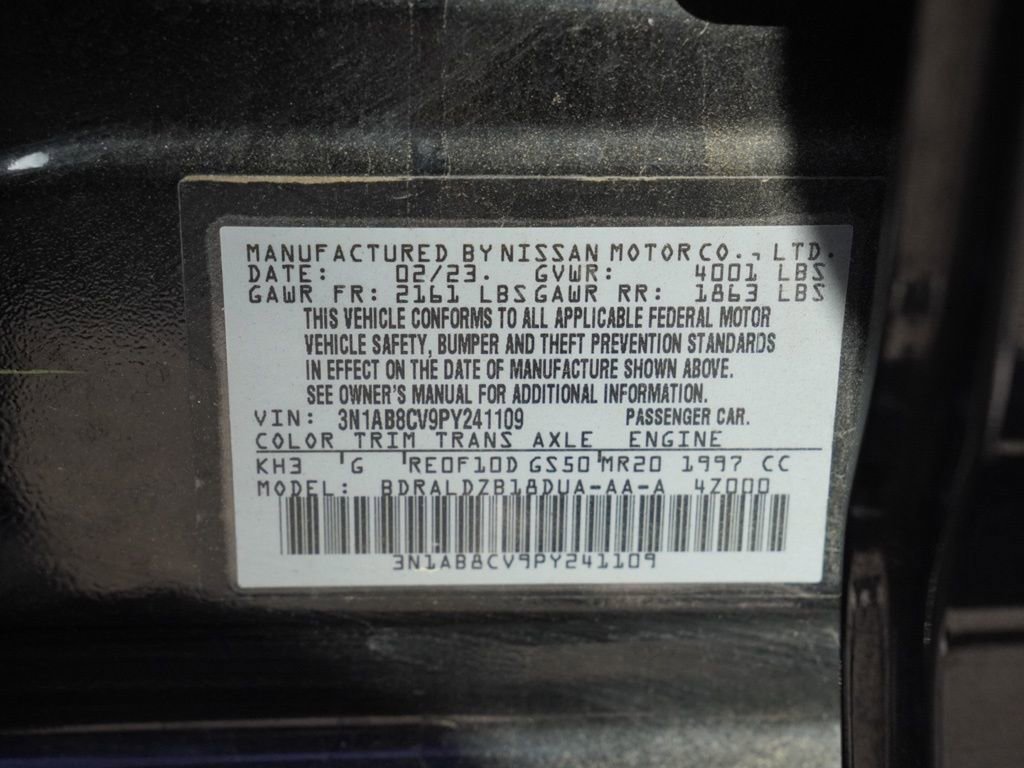 MANUFACTURED BY NISSAN MOTOR CO., LTD.
DATE: 02/23. GVWR: 4001 LBS
GAWR FR: 2161 LBS GAWR RR: 1863 LBS
THIS VEHICLE CONFORMS TO ALL APPLICABLE FEDERAL MOTOR
VEHICLE SAFETY, BUMPER AND THEFT PREVENTION STANDARDS
IN EFFECT ON THE DATE OF MANUFACTURE SHOWN ABOVE.
SEE OWNER'S MANUAL FOR ADDITIONAL INFORMATION.
VIN: 3N1AB8CV9PY241109 PASSENGER CAR.
COLOR TRIM TRANS AXLE ENGINE
KH3 G RE0F10D GS50 MR20 1997 CC
MODEL: BDRALDZB18DUA-AA-A 4Z000
3N1AB8CV9PY241109